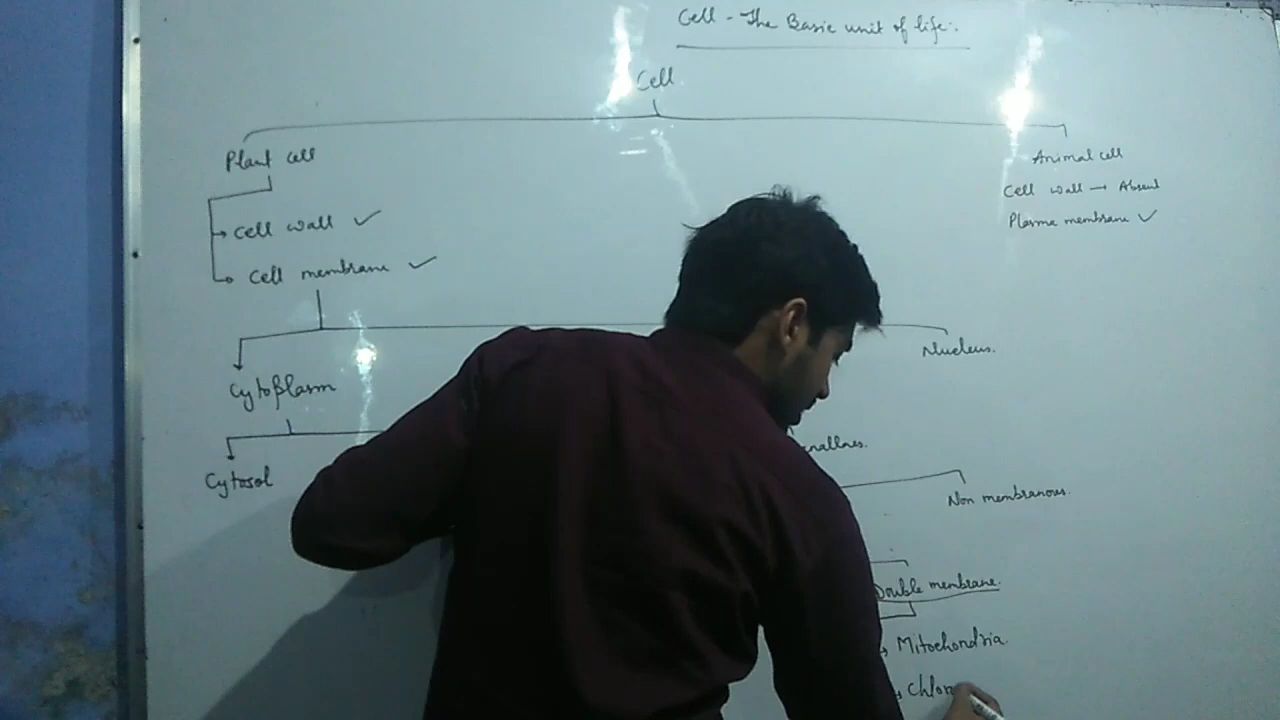 Cell - The Basic unit of life:-
Cell
Plant cell
Animal cell
Cell wall → Absent
Plasma membrane ✓
→ Cell wall ✓
→ Cell membrane ✓
Nucleus.
Cytoplasm
Cytosol
Non membranous.
Double membrane.
→ Mitochondria.